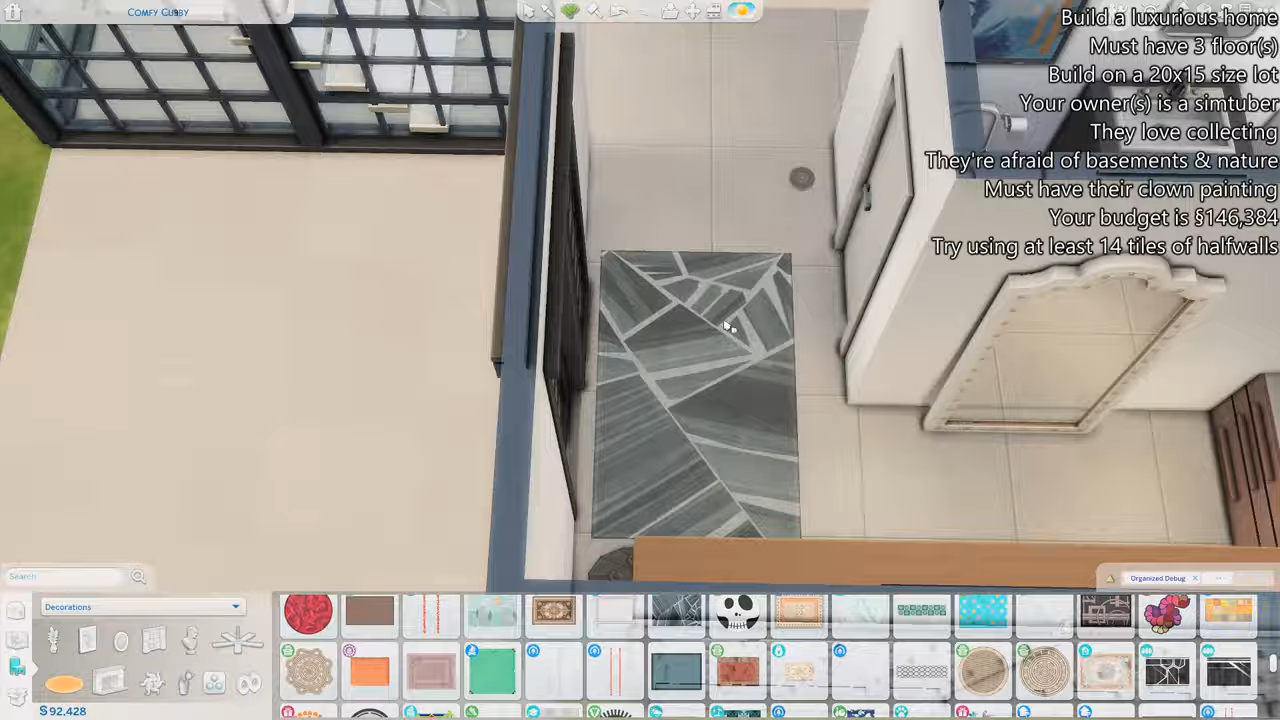 Comfy Cubby
Build a luxurious home
Must have 3 floor(s)
Build on a 20x15 size lot
Your owner(s) is a simtuber
They love collecting
They're afraid of basements & nature
Must have their clown painting
Your budget is §146,384
Try using at least 14 tiles of halfwalls
Search
Organized Debug
Decorations
§92,428